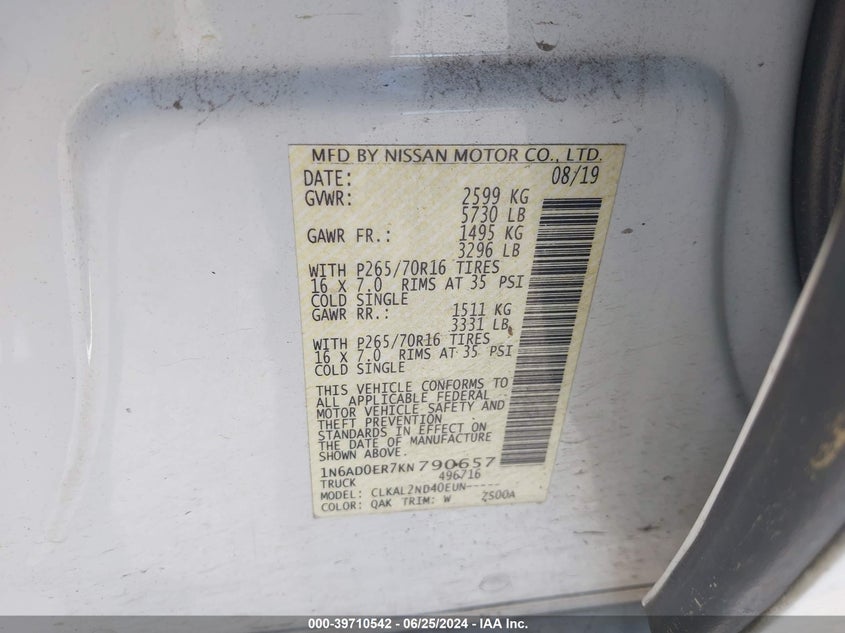 MFD BY NISSAN MOTOR CO., LTD.
DATE: 08/19
GVWR: 2599 KG
5730 LB
GAWR FR.: 1495 KG
3296 LB
WITH P265/70R16 TIRES
16 X 7.0 RIMS AT 35 PSI
COLD SINGLE
GAWR RR.: 1511 KG
3331 LB
WITH P265/70R16 TIRES
16 X 7.0 RIMS AT 35 PSI
COLD SINGLE
THIS VEHICLE CONFORMS TO
ALL APPLICABLE FEDERAL
MOTOR VEHICLE SAFETY AND
THEFT PREVENTION
STANDARDS IN EFFECT ON
THE DATE OF MANUFACTURE
SHOWN ABOVE.
1N6AD0ER7KN790657
TRUCK 496716
MODEL: CLKAL2ND40EUN-----
COLOR: QAK TRIM: W ZS00A
000-39710542 - 06/25/2024 - IAA Inc.